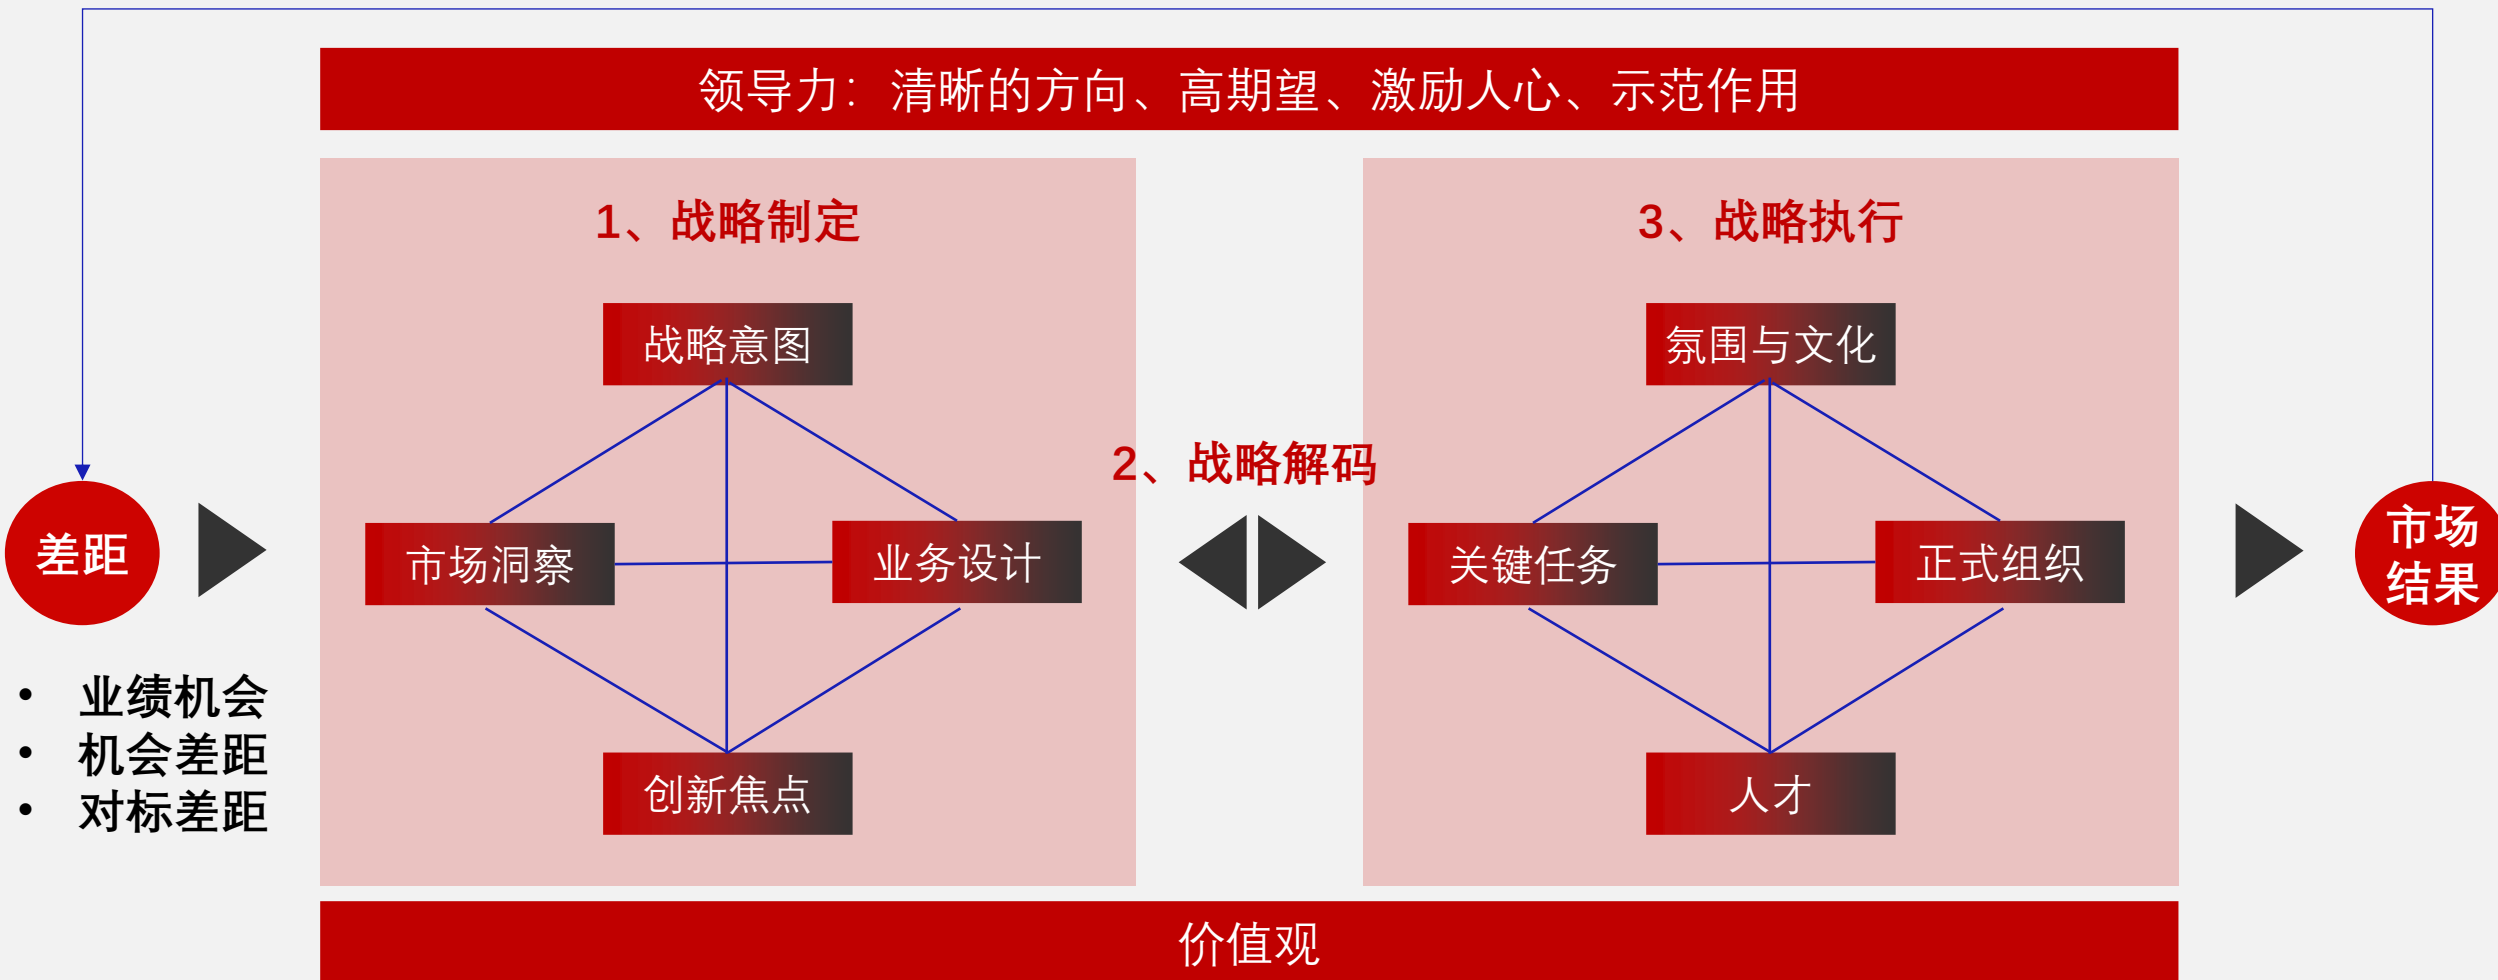 领导力：清晰的方向、高期望、激励人心、示范作用
1、战略制定
3、战略执行
战略意图
氛围与文化
2、战略解码
差距
市场洞察
业务设计
关键任务
正式组织
市场
结果
• 业绩机会
• 机会差距
• 对标差距
创新焦点
人才
价值观